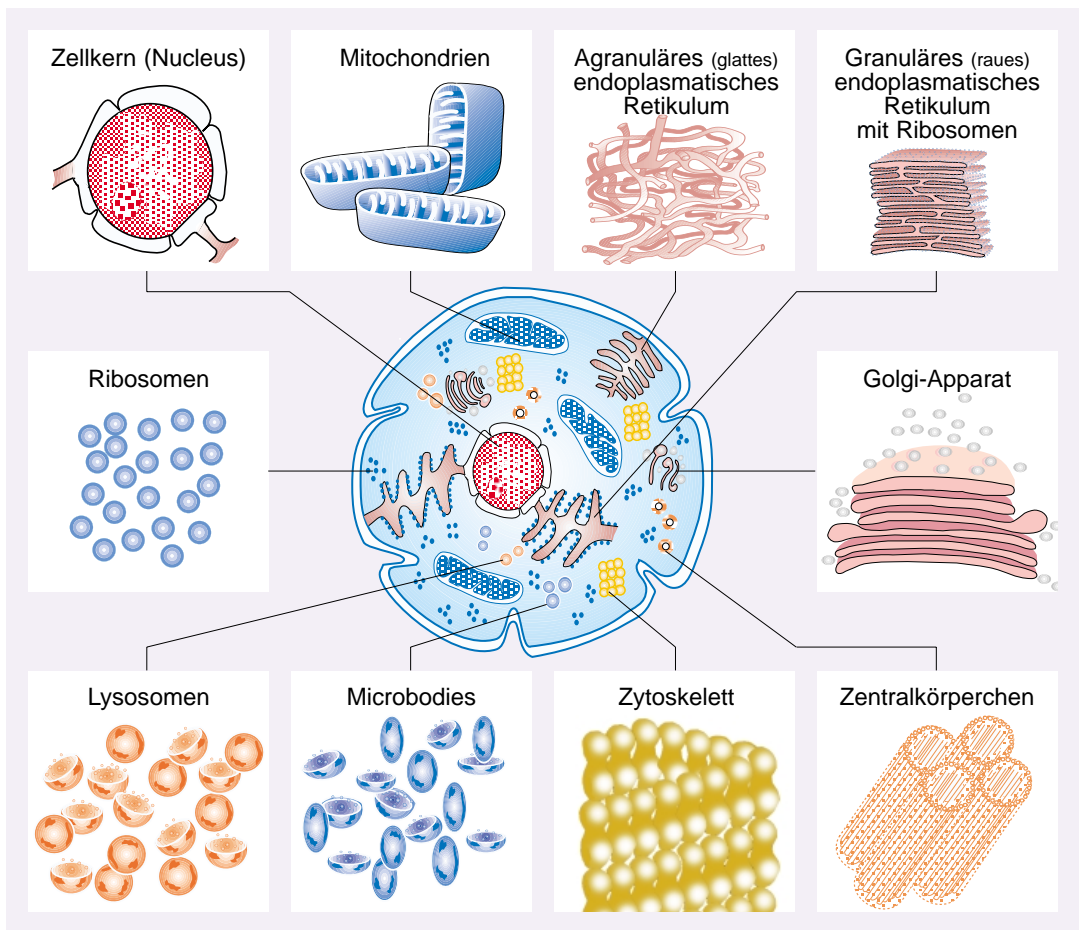 Zellkern (Nucleus)
Mitochondrien
Agranuläres (glattes)
endoplasmatisches
Retikulum
Granuläres (raues)
endoplasmatisches
Retikulum
mit Ribosomen
Ribosomen
Golgi-Apparat
Lysosomen
Microbodies
Zytoskelett
Zentralkörperchen